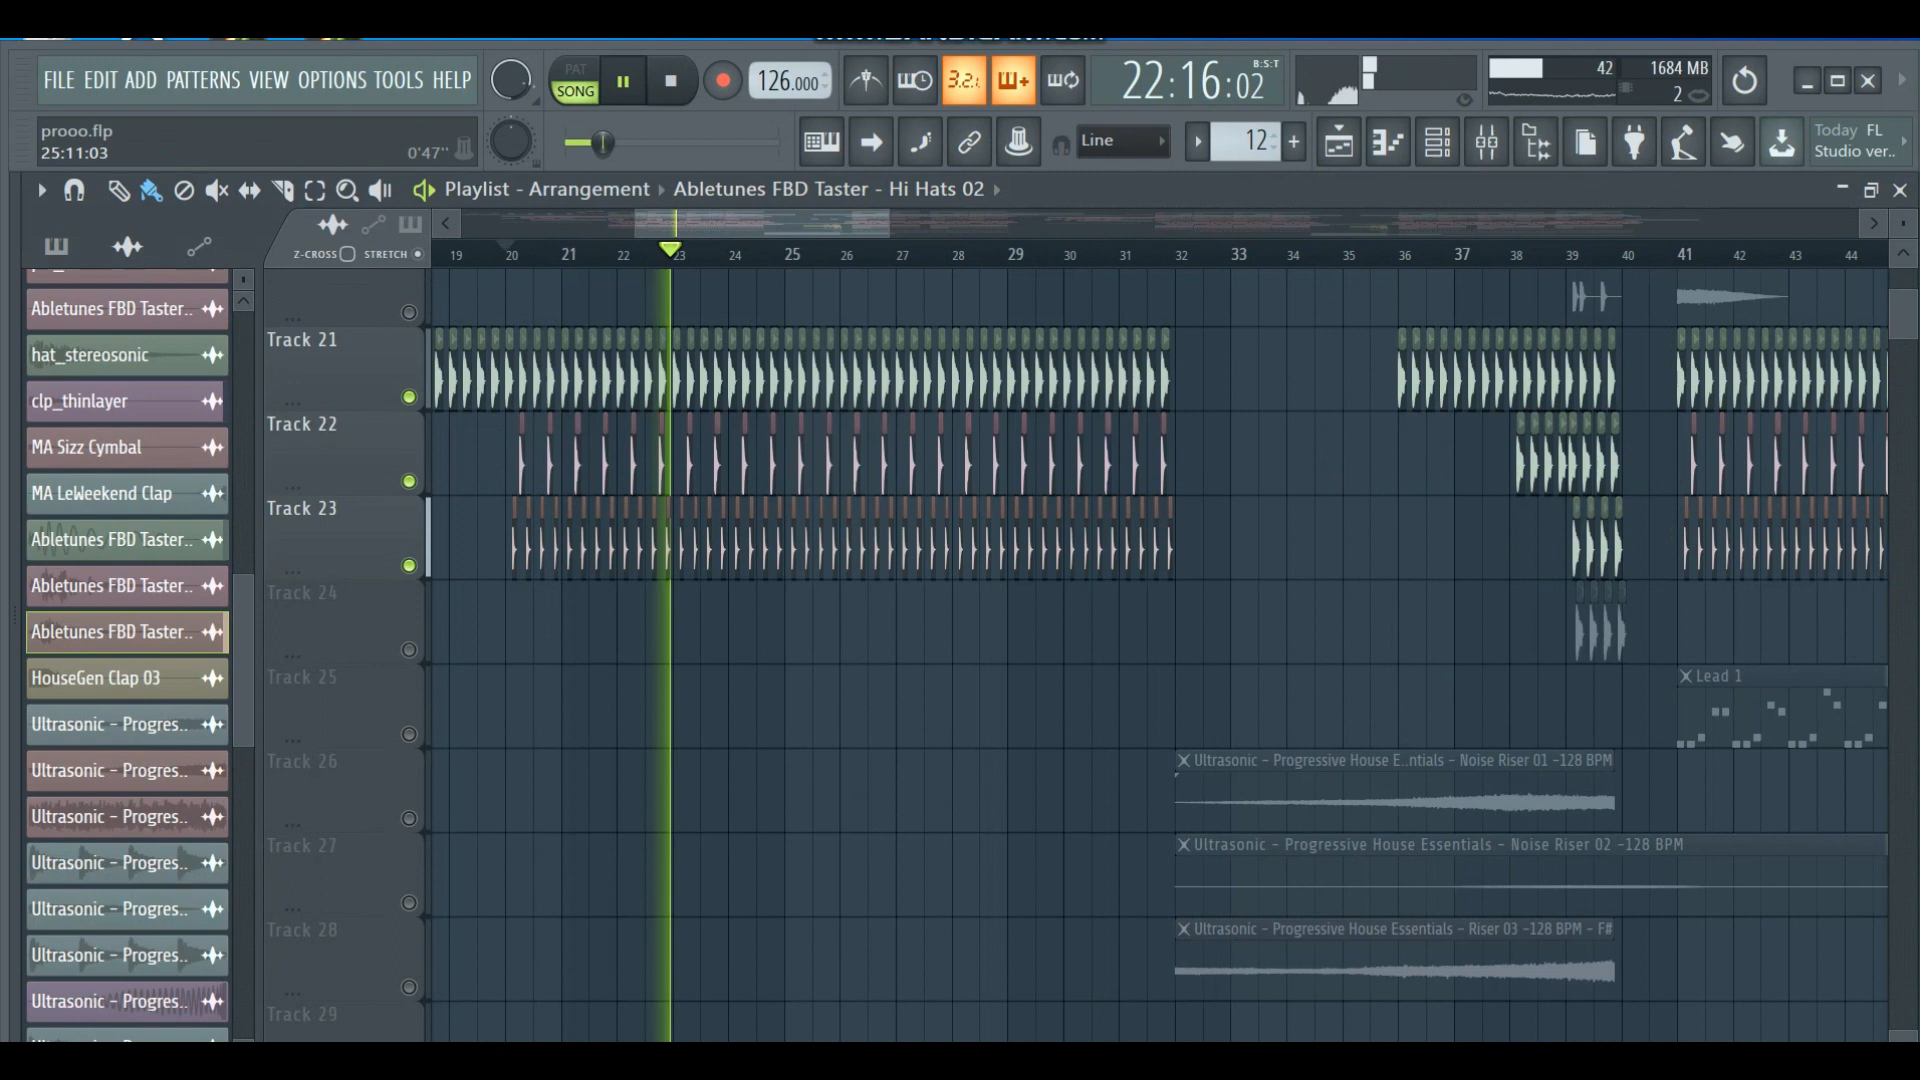 FILE EDIT ADD PATTERNS VIEW OPTIONS TOOLS HELP
PAT
SONG
126.000
3.2.1
22:16:02
B:S:T
42
1684 MB
2
prooo.flp
25:11:03
0'47"
Line
12
Today FL
Studio ver..
Playlist - Arrangement Abletunes FBD Taster - Hi Hats 02
Z-CROSS STRETCH
19 20 21 22 23 24 25 26 27 28 29 30 31 32 33 34 35 36 37 38 39 40 41 42 43 44
Abletunes FBD Taster..
hat_stereosonic
clp_thinlayer
MA Sizz Cymbal
MA LeWeekend Clap
Abletunes FBD Taster..
Abletunes FBD Taster..
Abletunes FBD Taster..
HouseGen Clap 03
Ultrasonic - Progres..
Ultrasonic - Progres..
Ultrasonic - Progres..
Ultrasonic - Progres..
Ultrasonic - Progres..
Ultrasonic - Progres..
Ultrasonic - Progres..
Track 21
Track 22
Track 23
Track 24
Track 25
Lead 1
Track 26
Ultrasonic - Progressive House E..ntials - Noise Riser 01 -128 BPM
Track 27
Ultrasonic - Progressive House Essentials - Noise Riser 02 -128 BPM
Track 28
Ultrasonic - Progressive House Essentials - Riser 03 -128 BPM - F#
Track 29